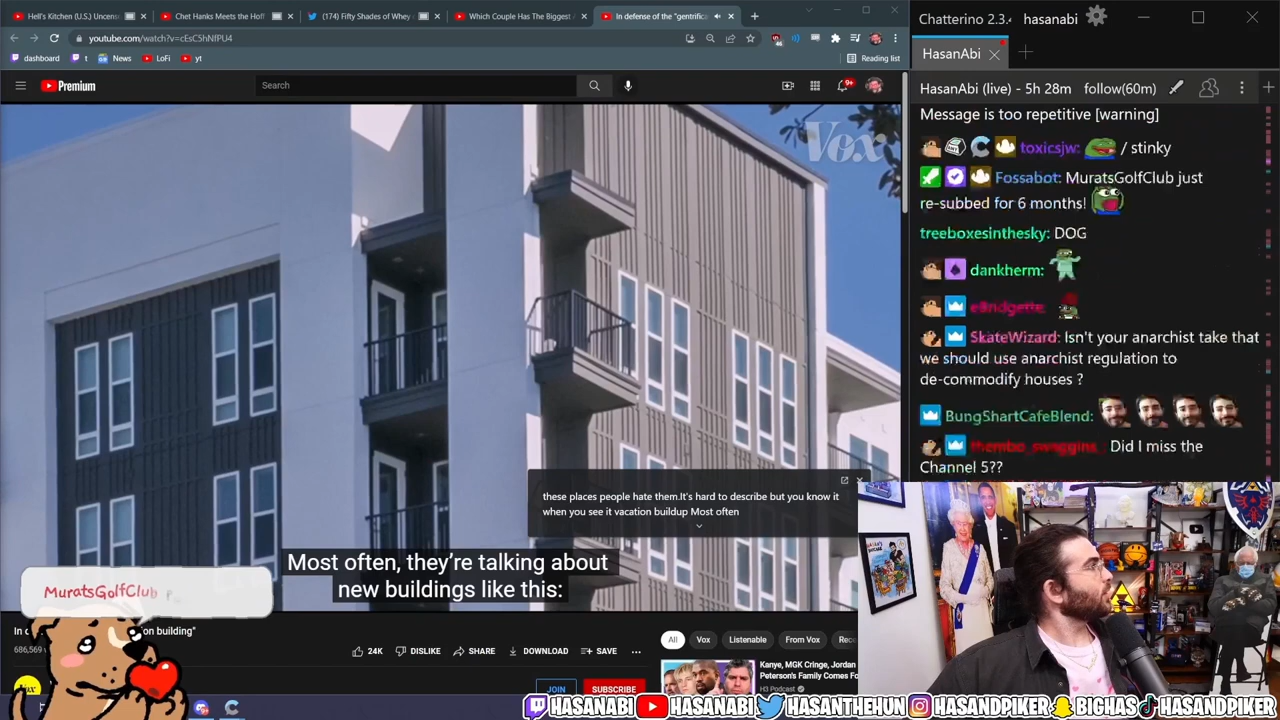 Hell's Kitchen (U.S.) Uncens
Chet Hanks Meets the Hoff
(174) Fifty Shades of Whey
Which Couple Has The Biggest
In defense of the "gentrifica
youtube.com/watch?v=cEsC5hNfPU4
dashboard
t
News
LoFi
yt
Reading list
Premium
Search
9+
Vox
these places people hate them.It's hard to describe but you know it
when you see it vacation buildup Most often
Most often, they're talking about
new buildings like this:
MuratsGolfClub
In
on building"
686,569
24K
DISLIKE
SHARE
DOWNLOAD
SAVE
JOIN
SUBSCRIBE
All
Vox
Listenable
From Vox
Rece
Kanye, MGK Cringe, Jordan
Peterson's Family Comes Fo
H3 Podcast
Chatterino 2.3.
hasanabi
HasanAbi
HasanAbi (live) - 5h 28m
follow(60m)
Message is too repetitive [warning]
toxicsjw: / stinky
Fossabot: MuratsGolfClub just
re-subbed for 6 months!
treeboxesinthesky: DOG
dankherm:
SkateWizard: Isn't your anarchist take that
we should use anarchist regulation to
de-commodify houses ?
BungShartCafeBlend:
Did I miss the
Channel 5??
HASANABI
HASANABI
HASANTHEHUN
HASANDPIKER
BIGHAS
HASANDPIKER